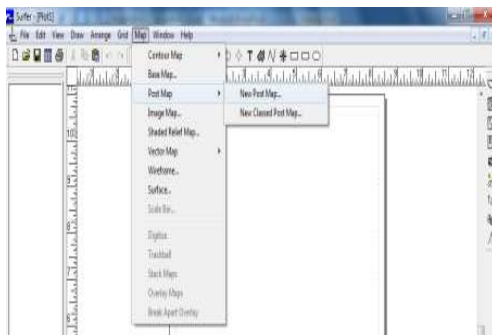 Surfer - [Plot1]
File Edit View Draw Arrange Grid Map Window Help
Contour Map
Base Map...
Post Map
New Post Map...
Image Map...
New Classed Post Map...
Shaded Relief Map...
Vector Map
Wireframe...
Surface...
Scale Bar...
Digitize
Trackball
Stack Maps
Overlay Maps
Break Apart Overlay